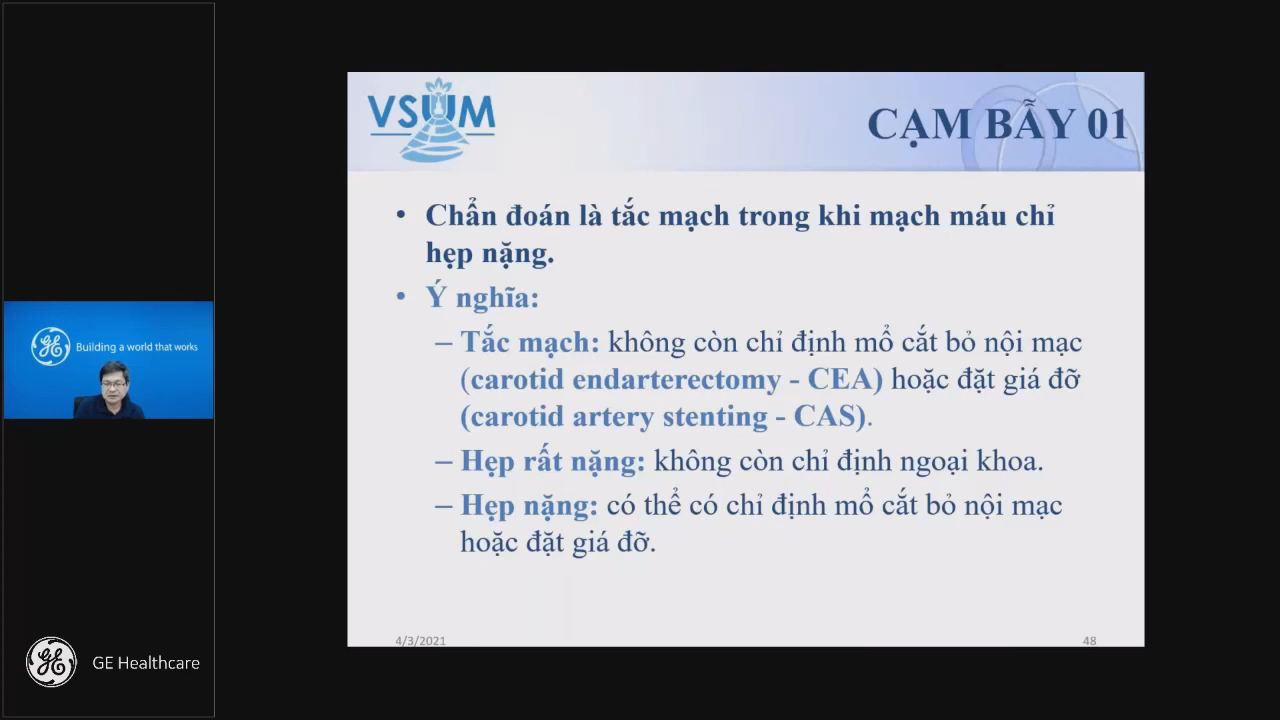 VSUM
CẠM BẪY 01
• Chẩn đoán là tắc mạch trong khi mạch máu chỉ
hẹp nặng.
• Ý nghĩa:
– Tắc mạch: không còn chỉ định mổ cắt bỏ nội mạc
(carotid endarterectomy - CEA) hoặc đặt giá đỡ
(carotid artery stenting - CAS).
– Hẹp rất nặng: không còn chỉ định ngoại khoa.
– Hẹp nặng: có thể có chỉ định mổ cắt bỏ nội mạc
hoặc đặt giá đỡ.
4/3/2021
48
GE Building a world that works
GE GE Healthcare